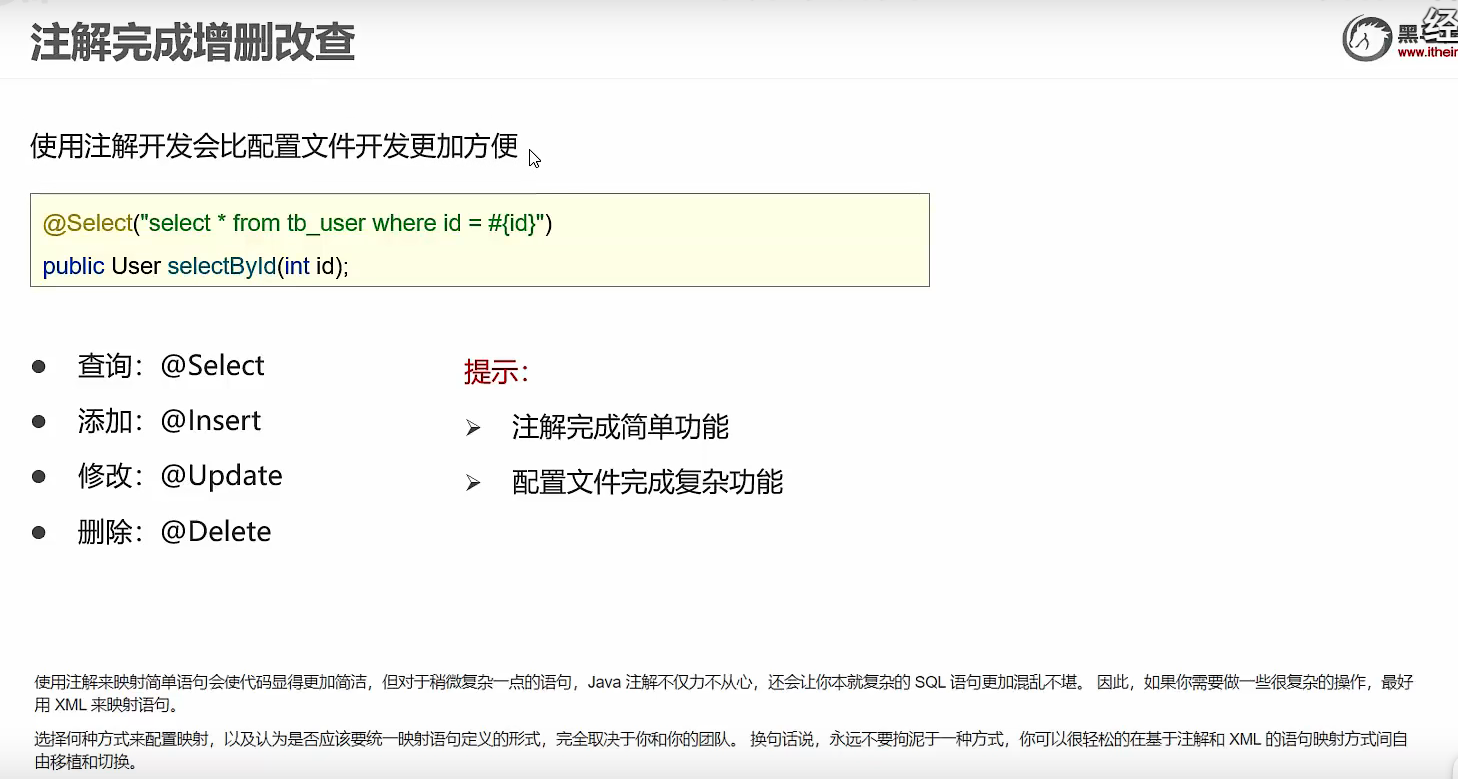 注解完成增删改查
黑
经
www.itheim
使用注解开发会比配置文件开发更加方便
@Select("select * from tb_user where id = #{id}")
public User selectById(int id);
● 查询：@Select
● 添加：@Insert
● 修改：@Update
● 删除：@Delete
提示：
➢ 注解完成简单功能
➢ 配置文件完成复杂功能
使用注解来映射简单语句会使代码显得更加简洁，但对于稍微复杂一点的语句，Java 注解不仅力不从心，还会让你本就复杂的 SQL 语句更加混乱不堪。 因此，如果你需要做一些很复杂的操作，最好
用 XML 来映射语句。
选择何种方式来配置映射，以及认为是否应该要统一映射语句定义的形式，完全取决于你和你的团队。 换句话说，永远不要拘泥于一种方式，你可以很轻松的在基于注解和 XML 的语句映射方式间自
由移植和切换。